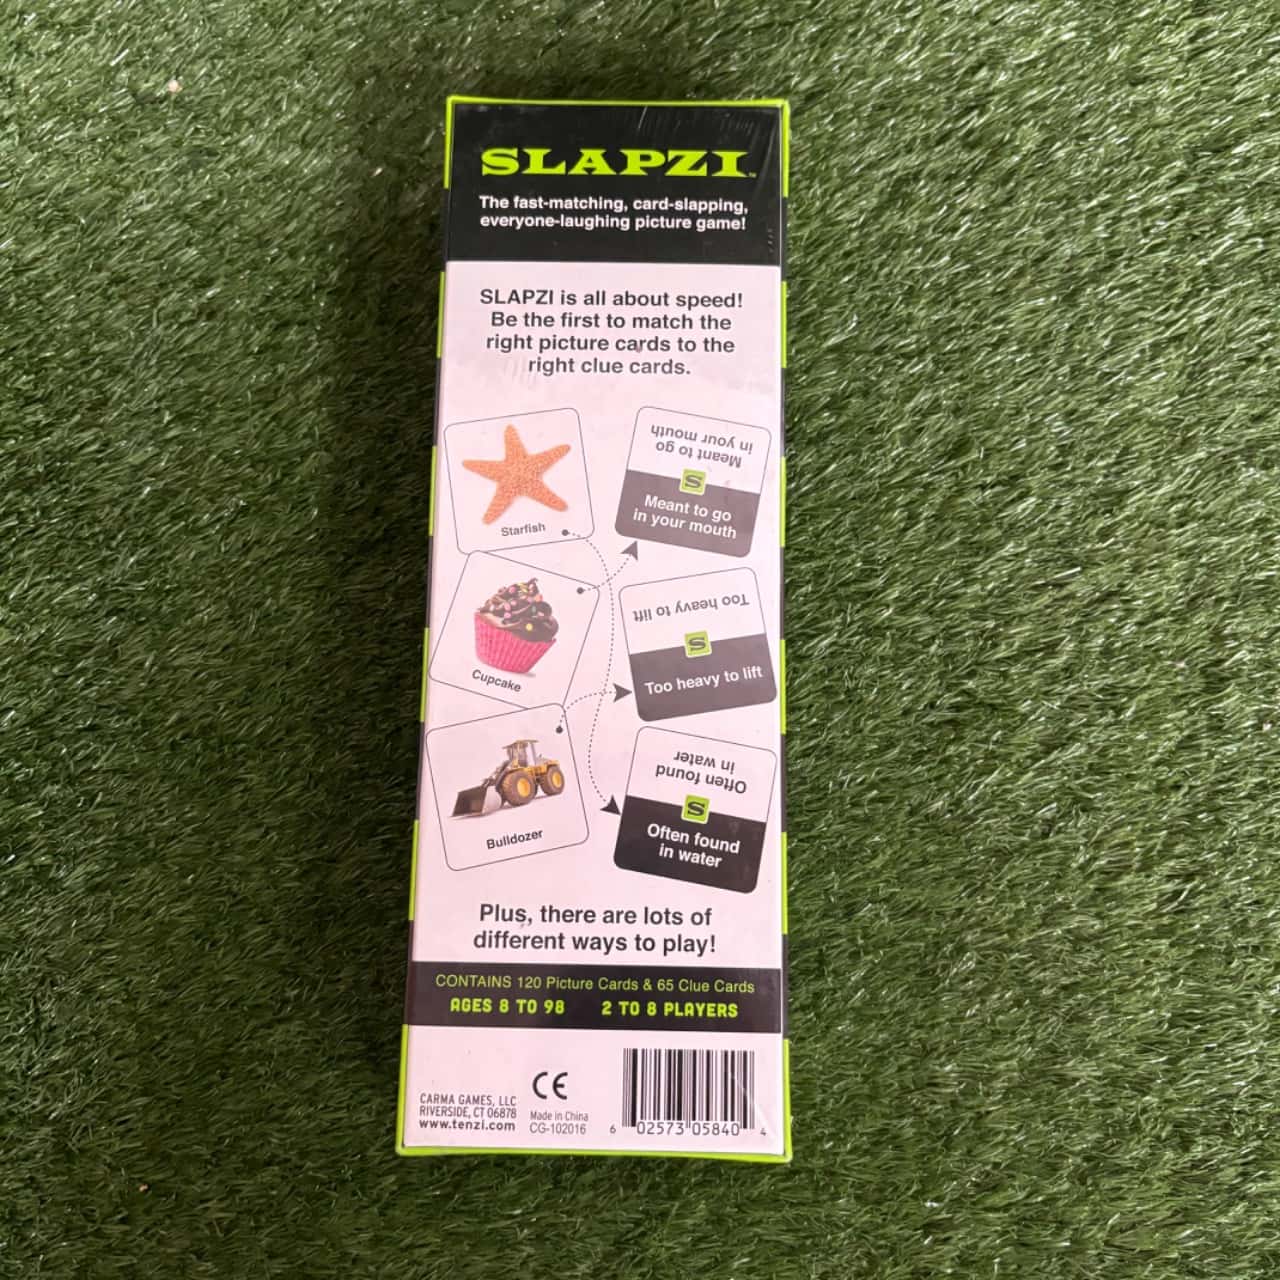 SLAPZI™
The fast-matching, card-slapping,
everyone-laughing picture game!
SLAPZI is all about speed!
Be the first to match the
right picture cards to the
right clue cards.
Starfish
Meant to go
in your mouth
S
Meant to go
in your mouth
Cupcake
Too heavy to lift
S
Too heavy to lift
Bulldozer
Often found
in water
S
Often found
in water
Plus, there are lots of
different ways to play!
CONTAINS 120 Picture Cards & 65 Clue Cards
AGES 8 TO 98 2 TO 8 PLAYERS
CARMA GAMES, LLC
RIVERSIDE, CT 06878
www.tenzi.com
CE
Made in China
CG-102016
6 02573 05840 4